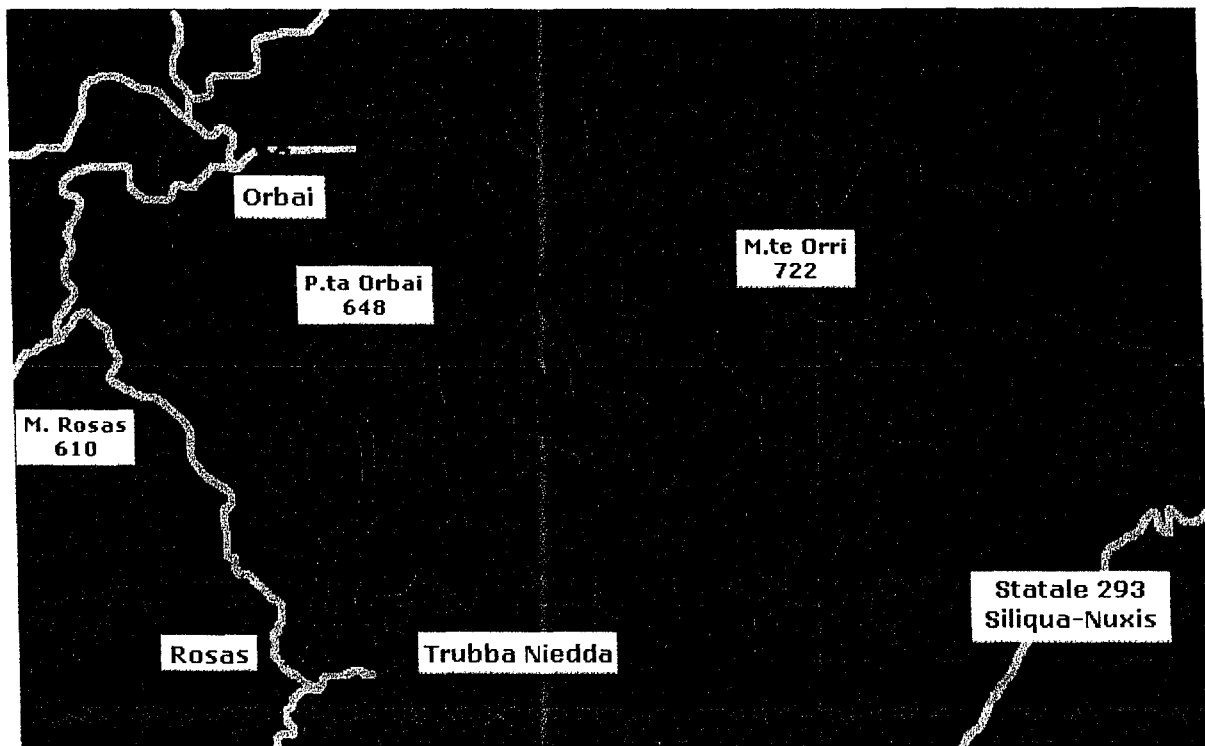 Orbai
M.te Orri
722
P.ta Orbai
648
M. Rosas
610
Statale 293
Siliqua-Nuxis
Rosas
Trubba Niedda